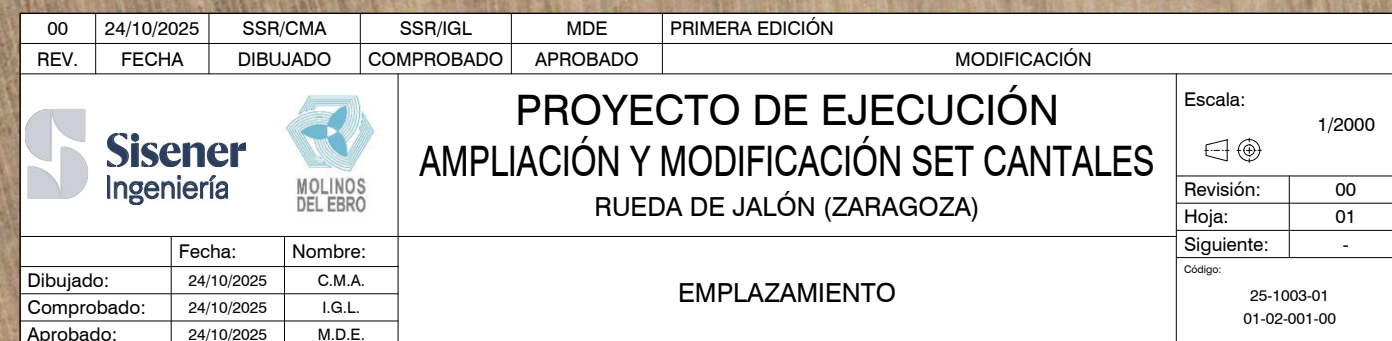 00 24/10/2025 SSR/CMA SSR/IGL MDE PRIMERA EDICIÓN
REV. FECHA DIBUJADO COMPROBADO APROBADO MODIFICACIÓN
Sisener
Ingeniería
MOLINOS
DEL EBRO
PROYECTO DE EJECUCIÓN
AMPLIACIÓN Y MODIFICACIÓN SET CANTALES
RUEDA DE JALÓN (ZARAGOZA)
Escala:
1/2000
Revisión: 00
Hoja: 01
Siguiente: -
Fecha: Nombre:
Dibujado: 24/10/2025 C.M.A.
Comprobado: 24/10/2025 I.G.L.
Aprobado: 24/10/2025 M.D.E.
EMPLAZAMIENTO
Código:
25-1003-01
01-02-001-00